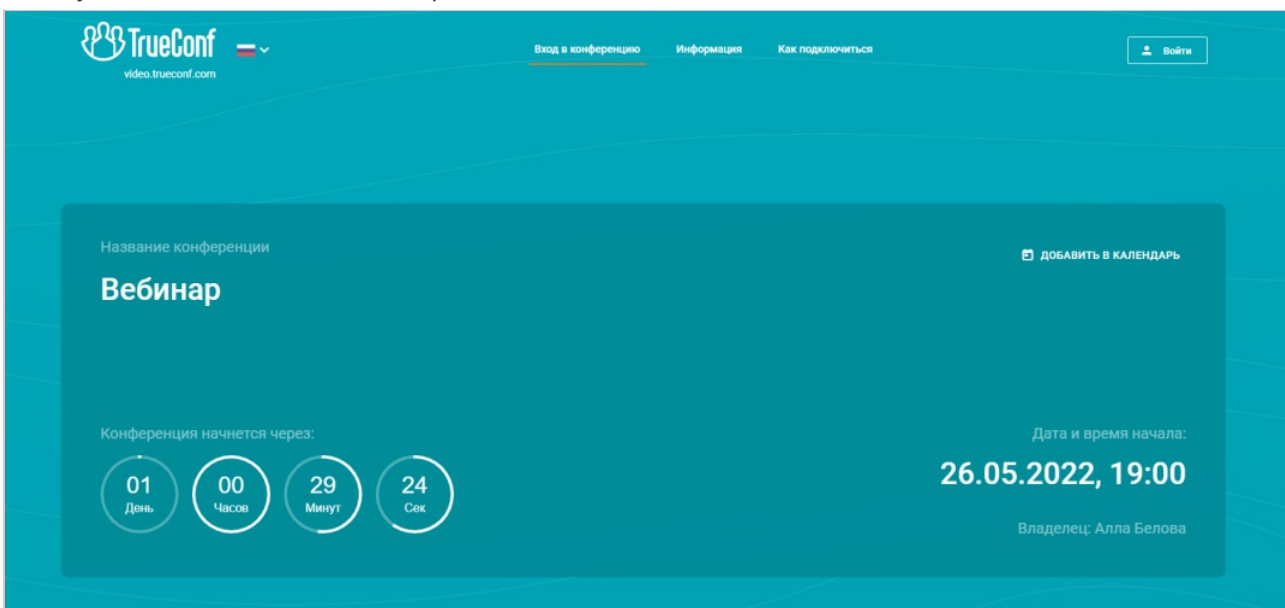 TrueConf
video.trueconf.com
Вход в конференцию
Информация
Как подключиться
Войти
Название конференции
ДОБАВИТЬ В КАЛЕНДАРЬ
Вебинар
Конференция начнется через:
01
День
00
Часов
29
Минут
24
Сек
Дата и время начала:
26.05.2022, 19:00
Владелец: Алла Белова